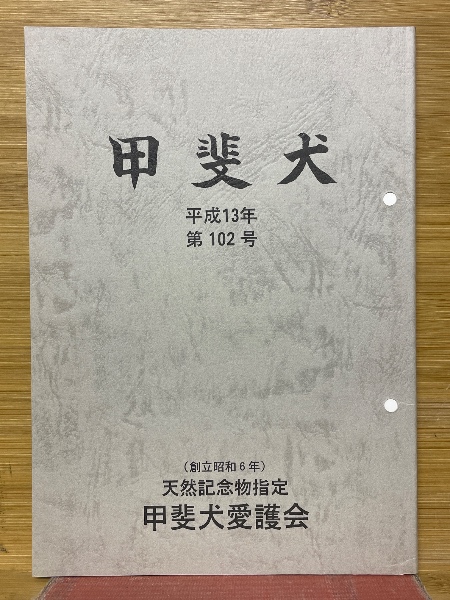 甲斐犬
平成13年
第102号
（創立昭和6年）
天然記念物指定
甲斐犬愛護会